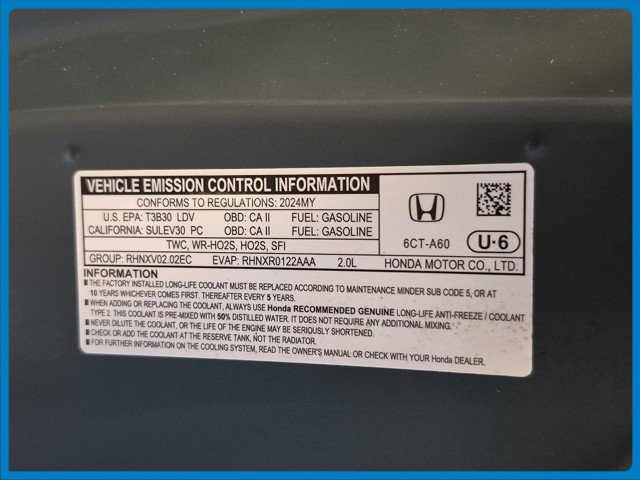 VEHICLE EMISSION CONTROL INFORMATION
CONFORMS TO REGULATIONS: 2024MY
U.S. EPA: T3B30 LDV OBD: CA II FUEL: GASOLINE
CALIFORNIA: SULEV30 PC OBD: CA II FUEL: GASOLINE
TWC, WR-HO2S, HO2S, SFI
GROUP: RHNXV02.02EC EVAP: RHNXR0122AAA 2.0L
6CT-A60 U·6
HONDA MOTOR CO., LTD.
INFORMATION
THE FACTORY INSTALLED LONG-LIFE COOLANT MUST BE REPLACED ACCORDING TO MAINTENANCE MINDER SUB CODE 5, OR AT
10 YEARS WHICHEVER COMES FIRST. THEREAFTER EVERY 5 YEARS.
WHEN ADDING OR REPLACING THE COOLANT, ALWAYS USE Honda RECOMMENDED GENUINE LONG-LIFE ANTI-FREEZE / COOLANT
TYPE 2. THIS COOLANT IS PRE-MIXED WITH 50% DISTILLED WATER. IT DOES NOT REQUIRE ANY ADDITIONAL MIXING.
NEVER DILUTE THE COOLANT, OR THE LIFE OF THE ENGINE MAY BE SERIOUSLY SHORTENED.
CHECK OR ADD THE COOLANT AT THE RESERVE TANK, NOT THE RADIATOR.
FOR FURTHER INFORMATION ON THE COOLING SYSTEM, READ THE OWNER'S MANUAL OR CHECK WITH YOUR Honda DEALER.